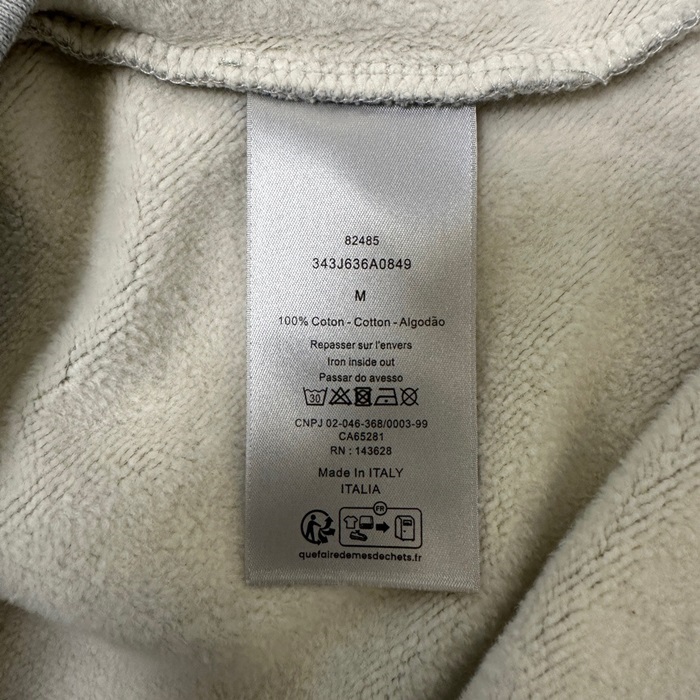 82485
343J636A0849
M
100% Coton - Cotton - Algodão
Repasser sur l'envers
Iron inside out
Passar do avesso
30
CNPJ 02-046-368/0003-99
CA65281
RN : 143628
Made In ITALY
ITALIA
FR
quefairedemesdechets.fr